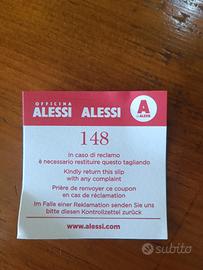 OFFICINA
ALESSI ALESSI A
148
In caso di reclamo
è necessario restituire questo tagliando
Kindly return this slip
with any complaint
Prière de renvoyer ce coupon
en cas de réclamation
Im Falle einer Reklamation senden Sie uns
bitte diesen Kontrollzettel zurück
www.alessi.com
subito